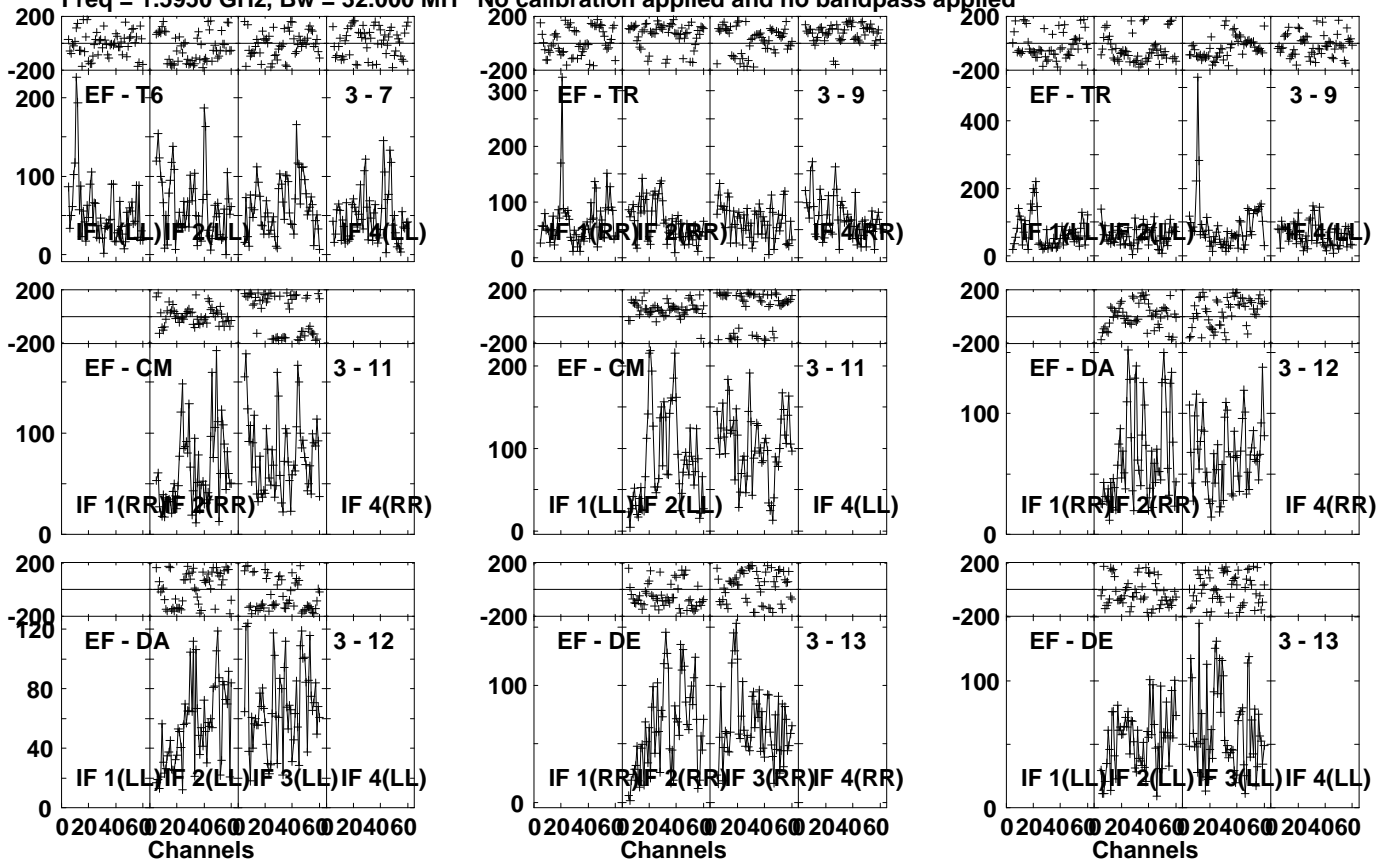 Freq = 1.5950 GHz, Bw = 32.000 MH No calibration applied and no bandpass applied
200
-200
200
100
0
EF - T6
3 - 7
IF 1(LL)
IF 2(LL)
IF 4(LL)
200
-200
300
200
100
0
EF - TR
3 - 9
IF 1(RR)
IF 2(RR)
IF 4(RR)
200
-200
400
200
0
EF - TR
3 - 9
IF 1(LL)
IF 2(LL)
IF 4(LL)
200
-200
100
0
EF - CM
3 - 11
IF 1(RR)
IF 2(RR)
IF 4(RR)
200
-200
200
100
0
EF - CM
3 - 11
IF 1(LL)
IF 2(LL)
IF 4(LL)
200
-200
100
0
EF - DA
3 - 12
IF 1(RR)
IF 2(RR)
IF 4(RR)
200
-200
120
80
40
0
EF - DA
3 - 12
IF 1(LL)
IF 2(LL)
IF 3(LL)
IF 4(LL)
0 20 40 60 0 20 40 60 0 20 40 60 0 20 40 60
Channels
200
-200
100
0
EF - DE
3 - 13
IF 1(RR)
IF 2(RR)
IF 3(RR)
IF 4(RR)
0 20 40 60 0 20 40 60 0 20 40 60 0 20 40 60
Channels
200
-200
100
0
EF - DE
3 - 13
IF 1(LL)
IF 2(LL)
IF 3(LL)
IF 4(LL)
0 20 40 60 0 20 40 60 0 20 40 60 0 20 40 60
Channels